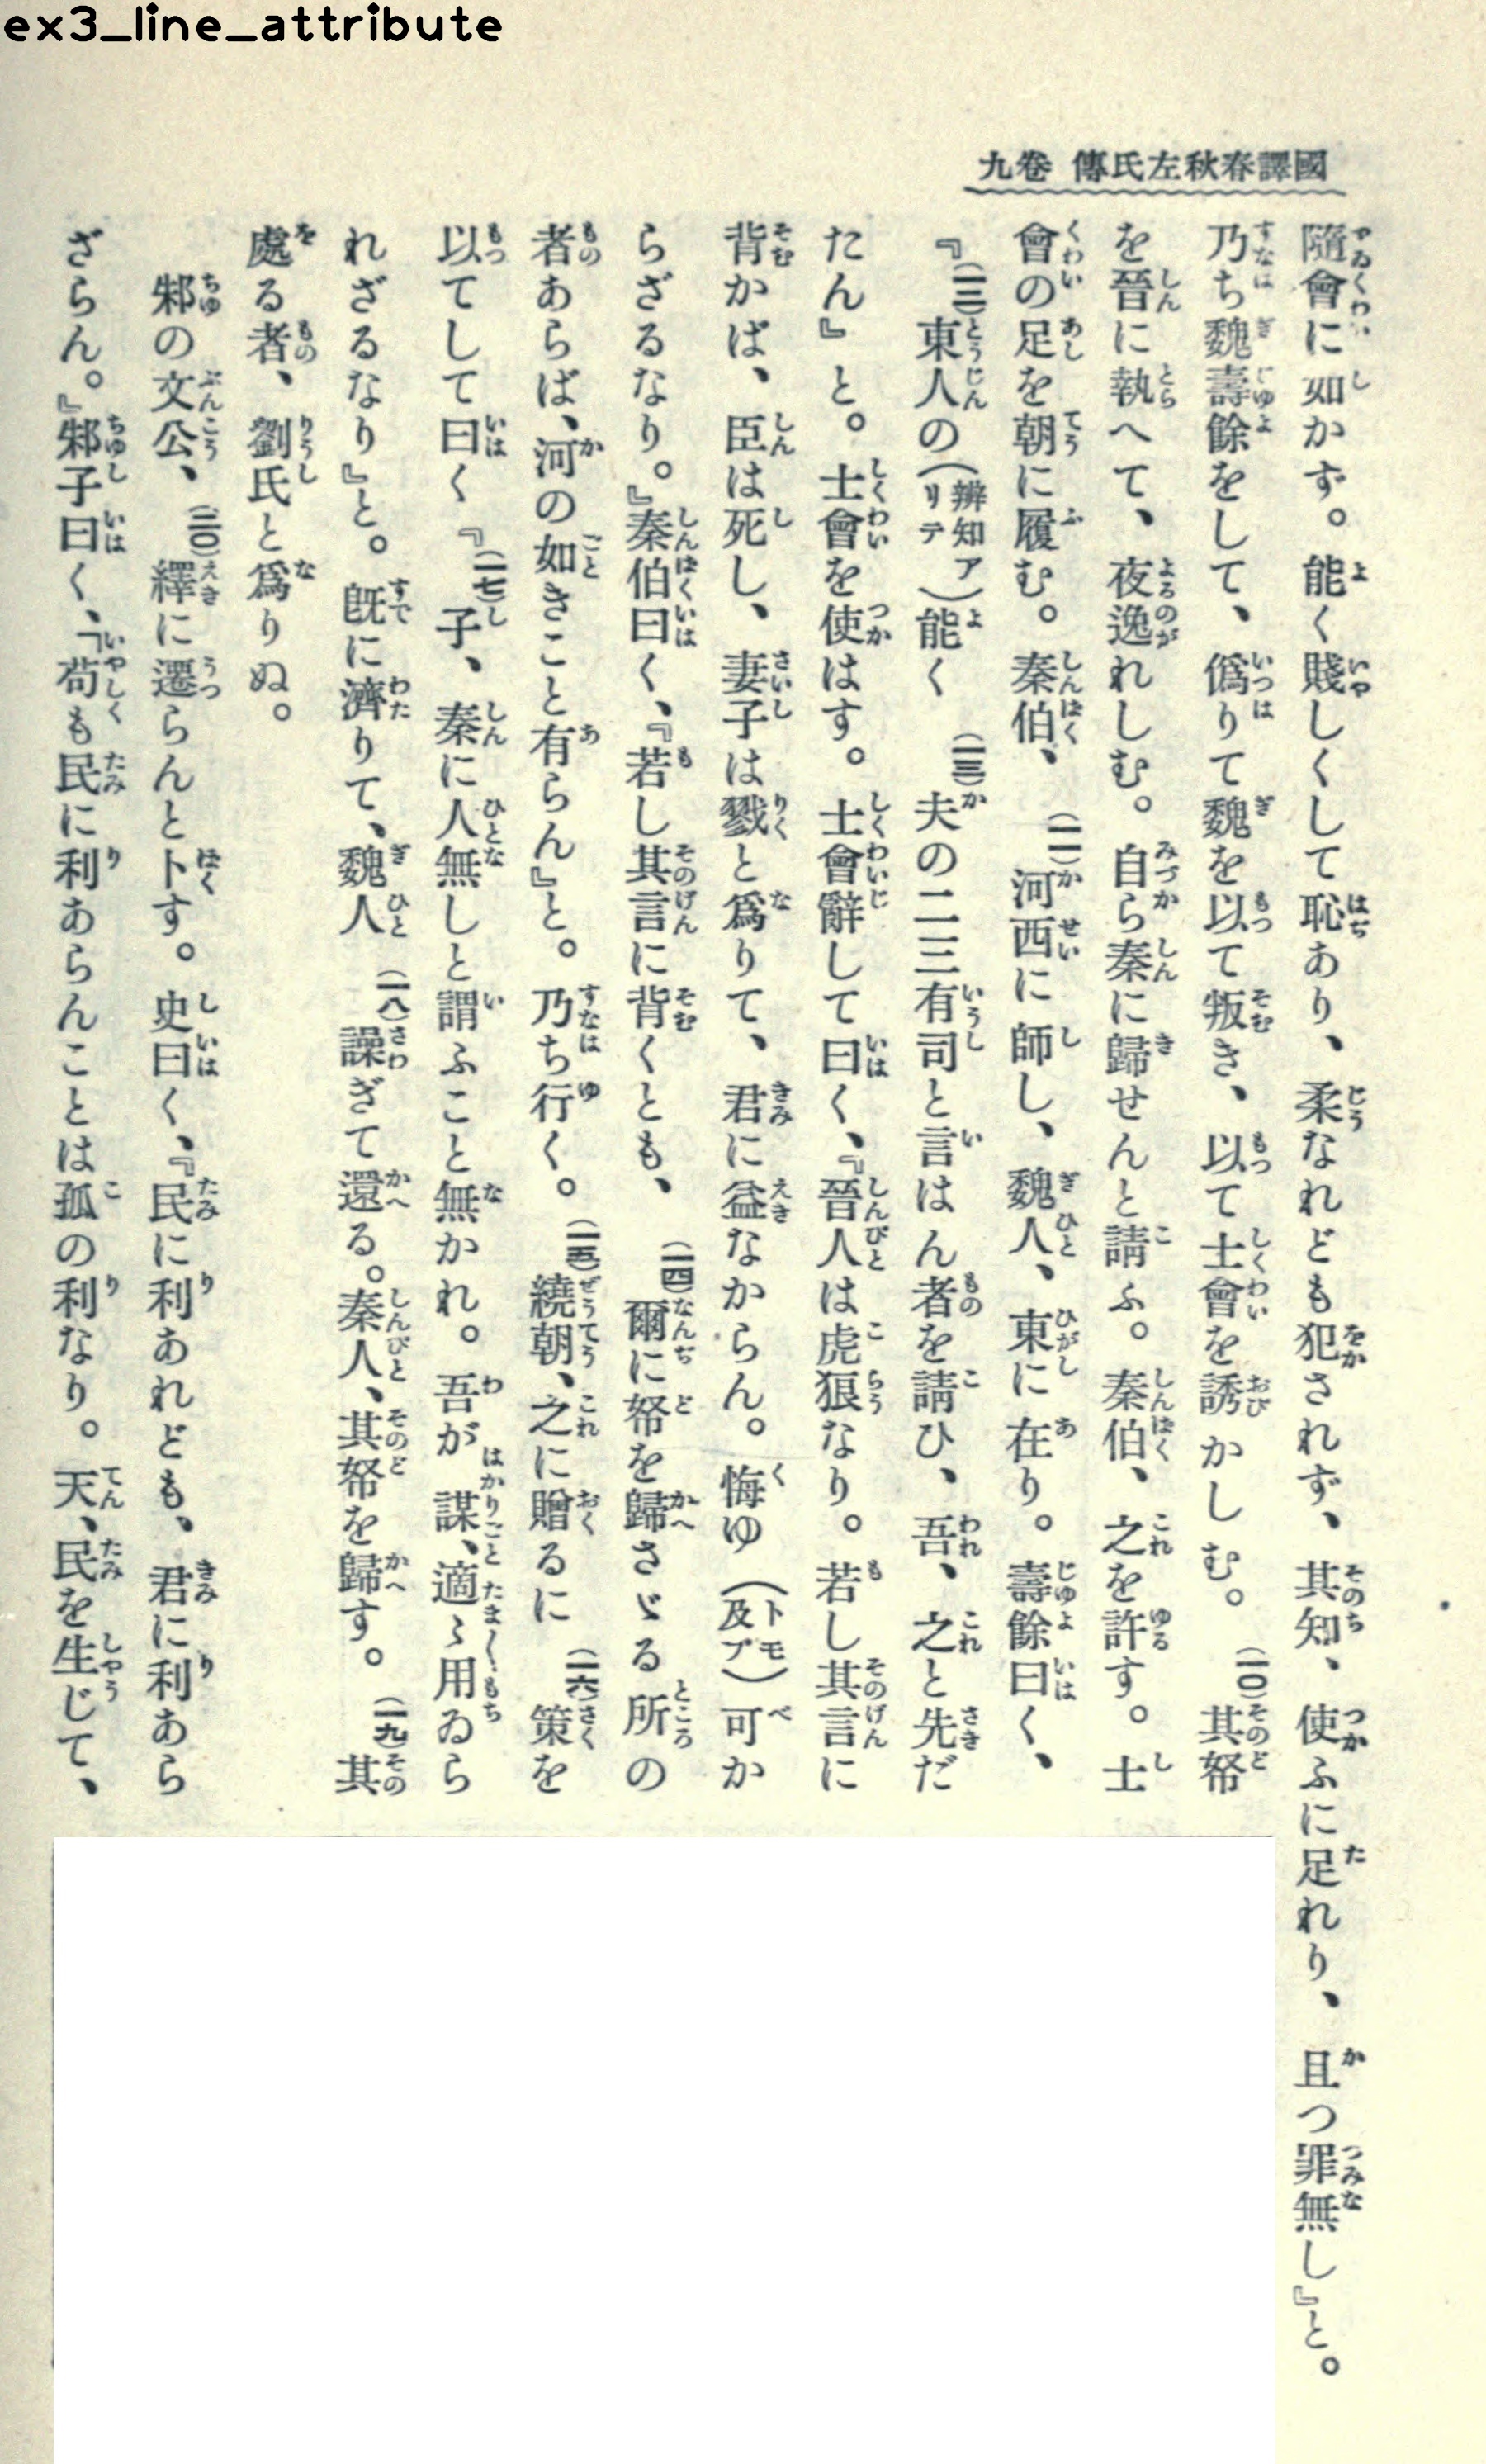 ex3_line_attribute
國譯春秋左氏傳 卷九
隨會に如かず。能く賤しくして恥あり、柔なれども犯されず、其知、使ふに足れり、且つ罪無し』と。
乃ち魏壽餘をして、僞りて魏を以て叛き、以て士會を誘かしむ。(一〇)其帑
を晉に執へて、夜逸れしむ。自ら秦に歸せんと請ふ。秦伯、之を許す。士
會の足を朝に履む。秦伯、(一一)河西に師し、魏人、東に在り。壽餘曰く、
『(一二)東人の(辨知アリテ)能く(一三)夫の二三有司と言はん者を請ひ、吾、之と先だ
たん』と。士會を使はす。士會辭して曰く、『晉人は虎狼なり。若し其言に
背かば、臣は死し、妻子は戮と爲りて、君に益なからん。悔ゆ(トモ及ブ)可か
らざるなり。』秦伯曰く、『若し其言に背くとも、(一四)爾に帑を歸さゞる所の
者あらば、河の如きこと有らん』と。乃ち行く。(一五)繞朝、之に贈るに(一六)策を
以てして曰く『(一七)子、秦に人無しと謂ふこと無かれ。吾が謀、適〻用ゐら
れざるなり』と。既に濟りて、魏人(一八)譟ぎて還る。秦人、其帑を歸す。(一九)其
處る者、劉氏と爲りぬ。
邾の文公、(二〇)繹に遷らんと卜す。史曰く、『民に利あれども、君に利あら
ざらん。』邾子曰く、『苟も民に利あらんことは孤の利なり。天、民を生じて、